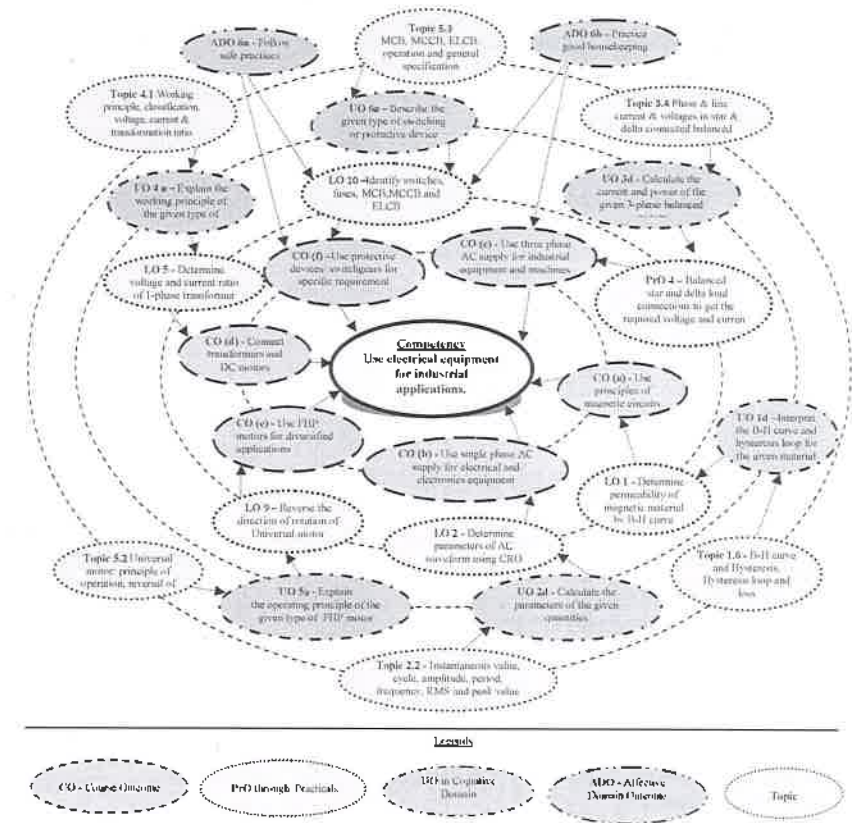 ADO 6a - Follow
safe practices
Topic 5.3
MCB, MCCB, ELCB:
operation and general
specification
ADO 6b - Practice
good housekeeping
Topic 4.1 Working
principle, classification,
voltage, current &
transformation ratio
UO 6a – Describe the
given type of switching
or protective device
Phase & line
current & voltages in star &
delta connected balanced
UO 4 a – Explain the
working principle of
the given type of
LO 20 –Identify switches,
fuses, MCB,MCCB and
ELCB
UO 3d - Calculate the
current and power of the
given 3-phase balanced
LO 5 - Determine
voltage and current ratio
of 1-phase transformer
CO (f) - Use protective
devices/ switchgears for
specific requirement
Use three phase
AC supply for industrial
equipment and machines
PrO 4 – Balanced
star and delta load
connections to get the
required voltage and curren
CO (d) - Connect
transformers and
DC motors
Competency
Use electrical equipment
for industrial
applications.
CO (a) - Use
principles of
magnetic circuits
CO (e) - Use FHP
motors for diversified
applications
CO (b) - Use single phase AC
supply for electrical and
electronics equipment
UO 1d –Interpret
the B-H curve and
hysteresis loop for
the given material
LO 9 – Reverse the
direction of rotation of
Universal motor
LO 2 – Determine
parameters of AC
waveform using CRO
LO 1 - Determine
permeability of
magnetic material
by B-H curve
Topic 5.2 Universal
motor: principle of
operation, reversal of
UO 5a - Explain
the operating principle of the
given type of FHP motor
UO 2d - Calculate the
parameters of the given
quantities
Topic 1.6 - B-H curve
and Hysteresis,
Hysteresis loop and
loss
Topic 2.2 - Instantaneous value,
cycle, amplitude, period,
frequency, RMS and peak value
Legends
CO - Course Outcome
PrO through Practicals
UO in Cognitive
Domain
ADO - Affective
Domain Outcome
Topic